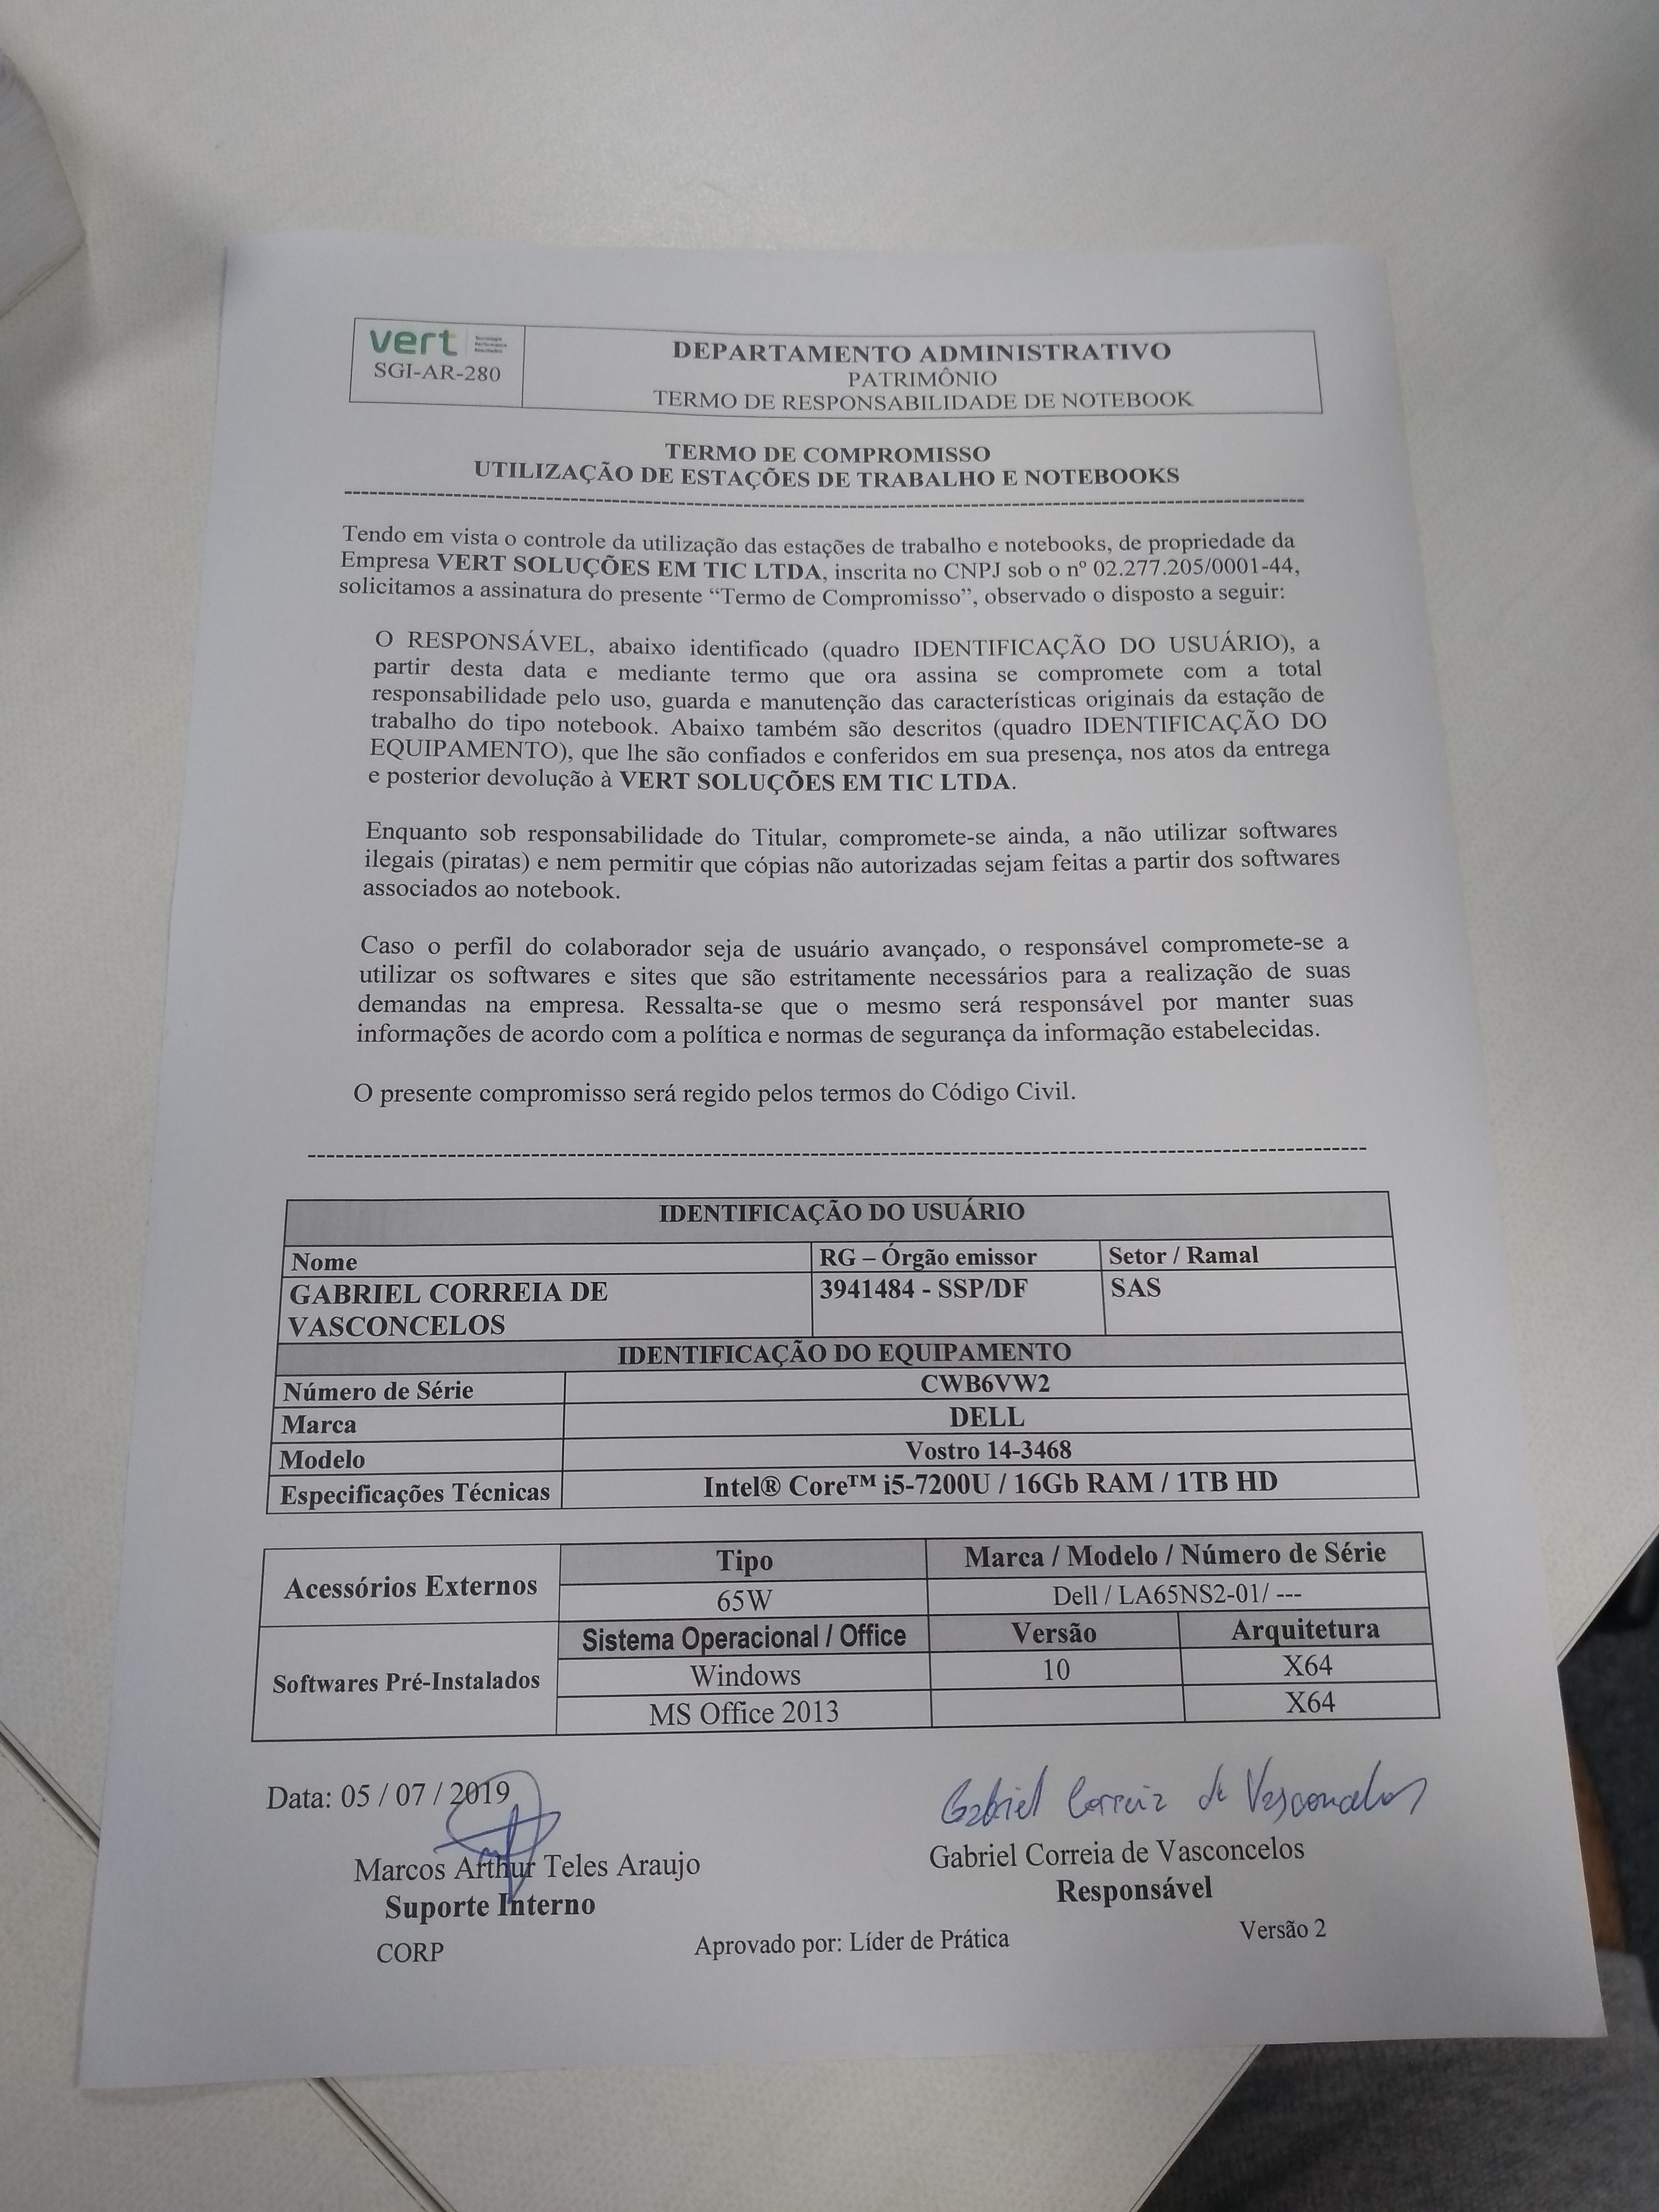 vert
SGI-AR-280
DEPARTAMENTO ADMINISTRATIVO
PATRIMÔNIO
TERMO DE RESPONSABILIDADE DE NOTEBOOK
TERMO DE COMPROMISSO
UTILIZAÇÃO DE ESTAÇÕES DE TRABALHO E NOTEBOOKS
Tendo em vista o controle da utilização das estações de trabalho e notebooks, de propriedade da
Empresa VERT SOLUÇÕES EM TIC LTDA, inscrita no CNPJ sob o nº 02.277.205/0001-44,
solicitamos a assinatura do presente “Termo de Compromisso”, observado o disposto a seguir:
O RESPONSÁVEL, abaixo identificado (quadro IDENTIFICAÇÃO DO USUÁRIO), a
partir desta data e mediante termo que ora assina se compromete com a total
responsabilidade pelo uso, guarda e manutenção das características originais da estação de
trabalho do tipo notebook. Abaixo também são descritos (quadro IDENTIFICAÇÃO DO
EQUIPAMENTO), que lhe são confiados e conferidos em sua presença, nos atos da entrega
e posterior devolução à VERT SOLUÇÕES EM TIC LTDA.
Enquanto sob responsabilidade do Titular, compromete-se ainda, a não utilizar softwares
ilegais (piratas) e nem permitir que cópias não autorizadas sejam feitas a partir dos softwares
associados ao notebook.
Caso o perfil do colaborador seja de usuário avançado, o responsável compromete-se a
utilizar os softwares e sites que são estritamente necessários para a realização de suas
demandas na empresa. Ressalta-se que o mesmo será responsável por manter suas
informações de acordo com a política e normas de segurança da informação estabelecidas.
O presente compromisso será regido pelos termos do Código Civil.
IDENTIFICAÇÃO DO USUÁRIO
Nome RG – Órgão emissor Setor / Ramal
GABRIEL CORREIA DE 3941484 - SSP/DF SAS
VASCONCELOS
IDENTIFICAÇÃO DO EQUIPAMENTO
Número de Série CWB6VW2
Marca DELL
Modelo Vostro 14-3468
Especificações Técnicas Intel® Core™ i5-7200U / 16Gb RAM / 1TB HD
Acessórios Externos Tipo Marca / Modelo / Número de Série
65W Dell / LA65NS2-01/ ---
Softwares Pré-Instalados Sistema Operacional / Office Versão Arquitetura
Windows 10 X64
MS Office 2013 X64
Data: 05 / 07 / 2019
Gabriel Correia de Vasconcelos
Marcos Arthur Teles Araujo Gabriel Correia de Vasconcelos
Suporte Interno Responsável
CORP Aprovado por: Líder de Prática Versão 2